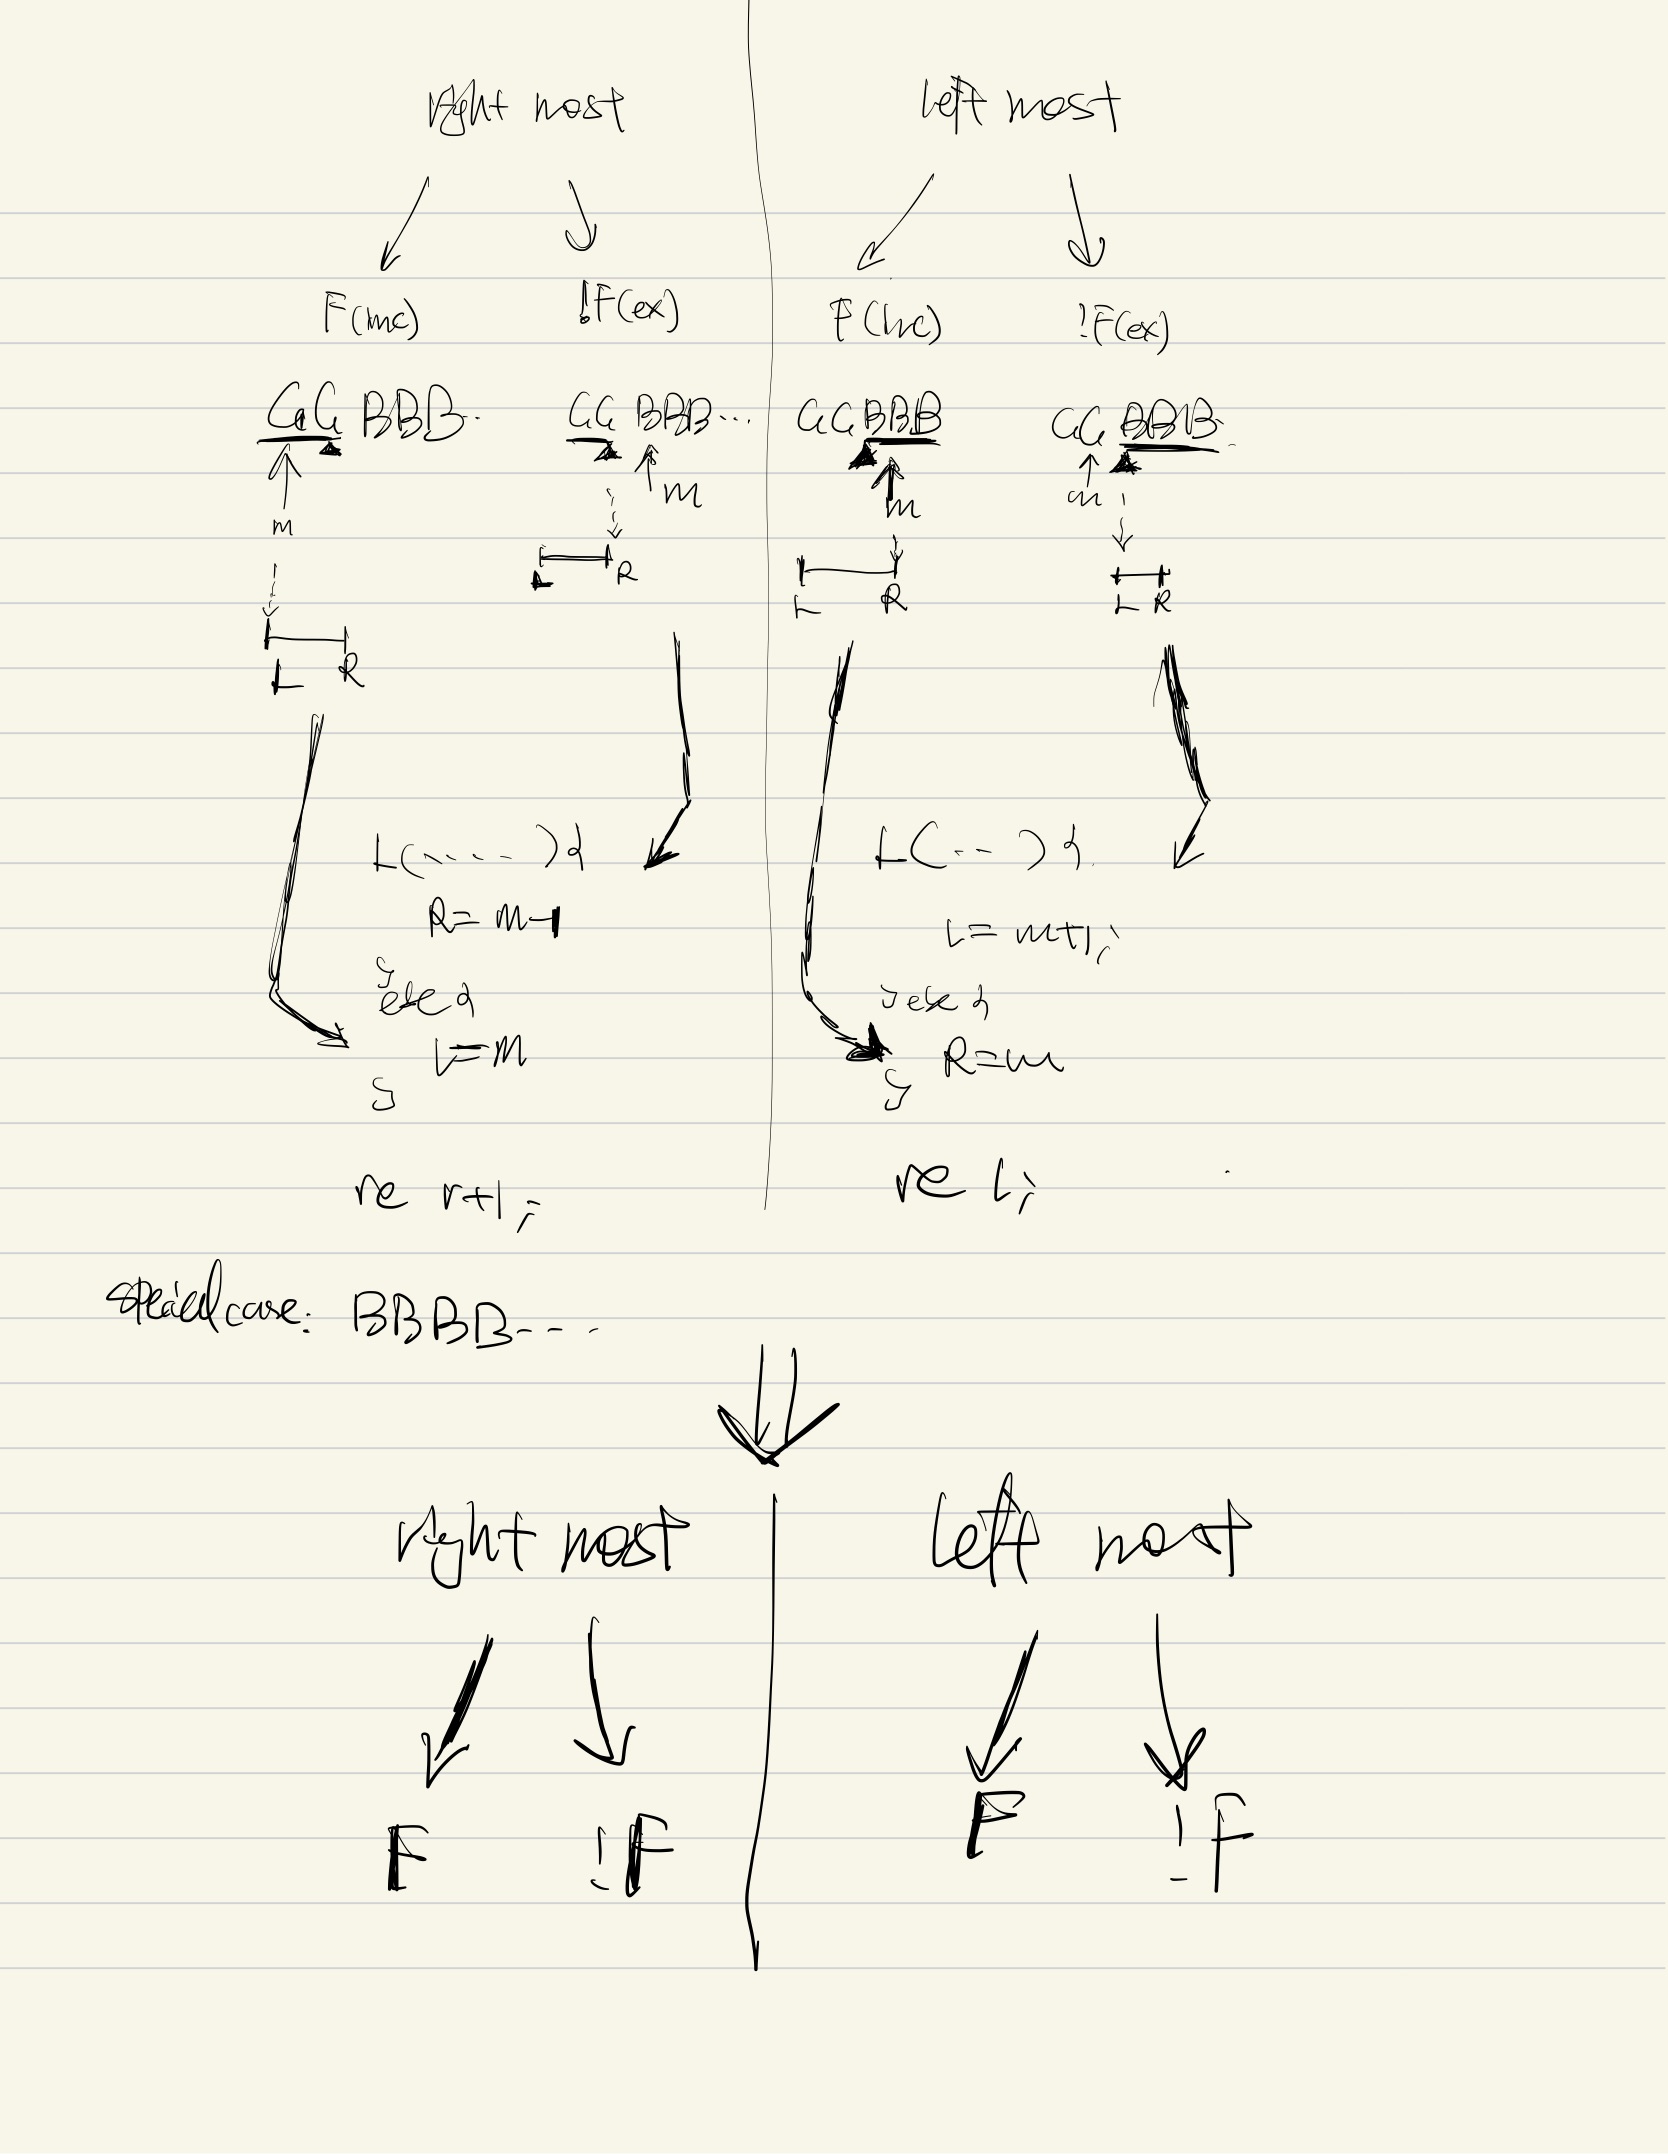 right most left most
F(inc) !F(ex) F(inc) !F(ex)
GG BBB.. GG BBB... GGBBB GG BBB..
m m m m
L R L R L R
L R
L(.....){ L(...){
R= m-1 L= m+1;
}
else { } else {
L=m R=m
} }
re r+1; re l;
special case: BBBB...
right most left most
F !F F !F